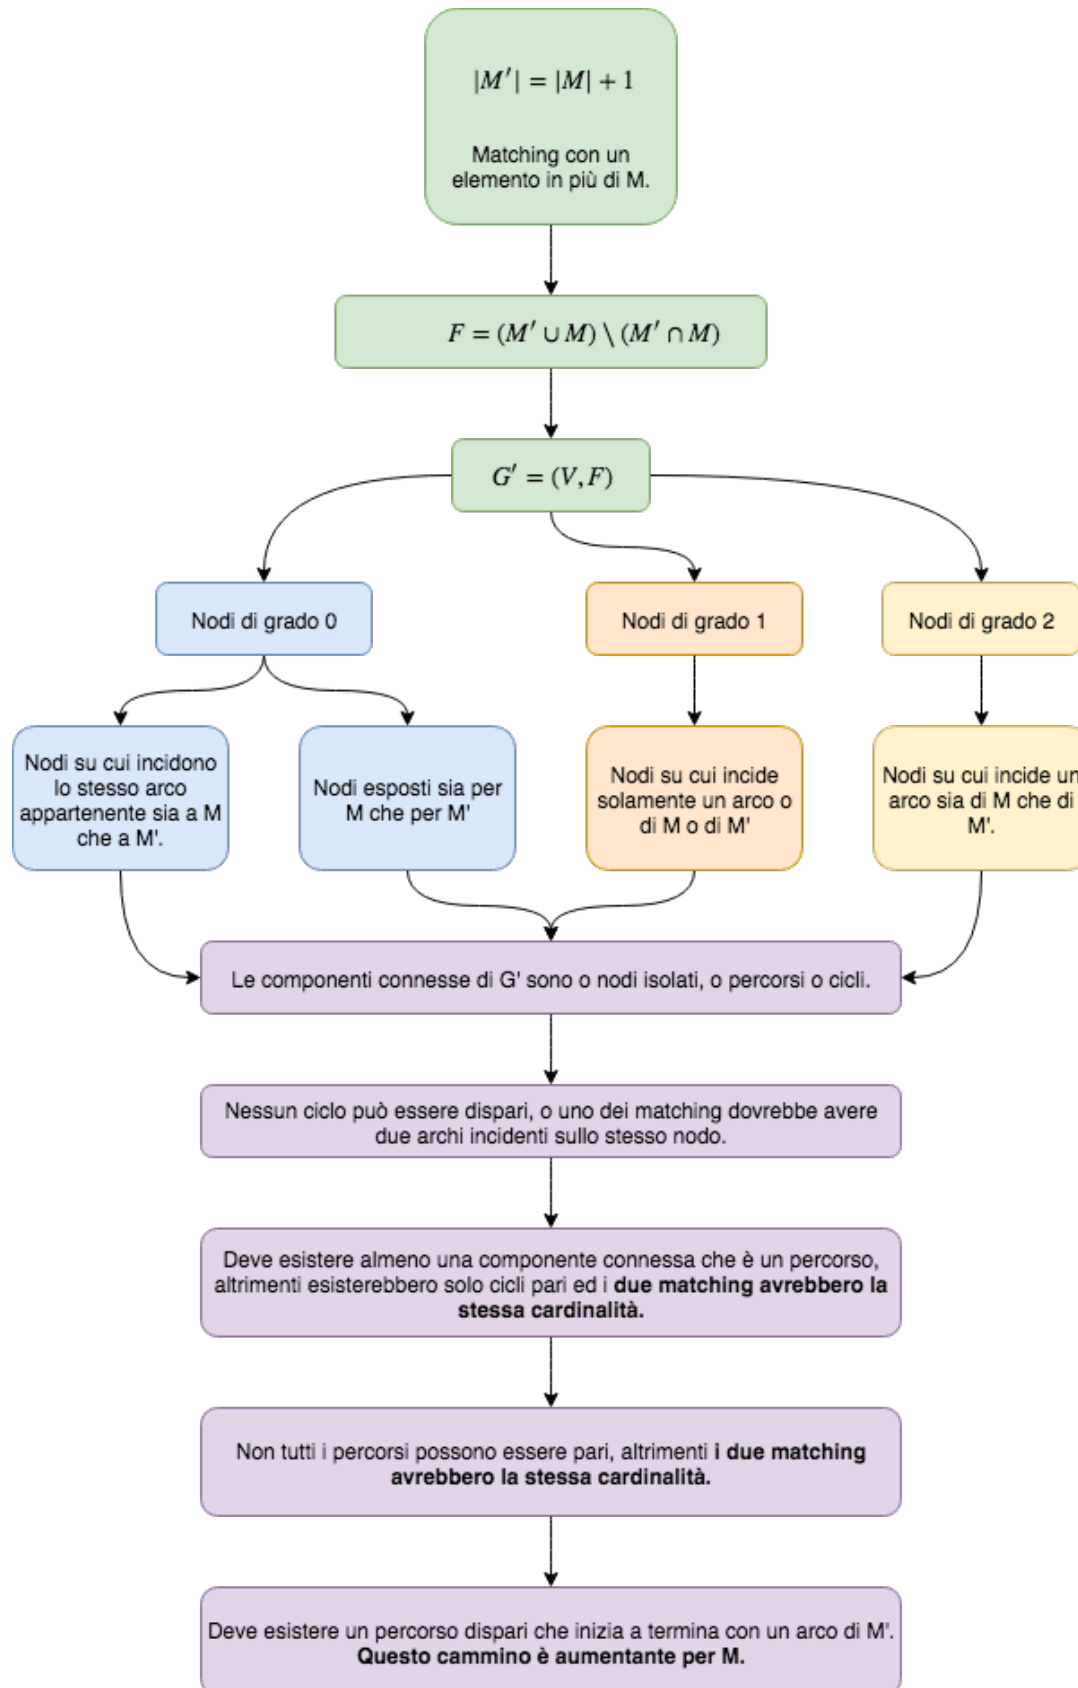 |M′| = |M| + 1
Matching con un
elemento in più di M.
F = (M′ ∪ M) \ (M′ ∩ M)
G′ = (V, F)
Nodi di grado 0
Nodi di grado 1
Nodi di grado 2
Nodi su cui incidono
lo stesso arco
appartenente sia a M
che a M'.
Nodi esposti sia per
M che per M'
Nodi su cui incide
solamente un arco o
di M o di M'
Nodi su cui incide un
arco sia di M che di
M'.
Le componenti connesse di G' sono o nodi isolati, o percorsi o cicli.
Nessun ciclo può essere dispari, o uno dei matching dovrebbe avere
due archi incidenti sullo stesso nodo.
Deve esistere almeno una componente connessa che è un percorso,
altrimenti esisterebbero solo cicli pari ed i due matching avrebbero la
stessa cardinalità.
Non tutti i percorsi possono essere pari, altrimenti i due matching
avrebbero la stessa cardinalità.
Deve esistere un percorso dispari che inizia a termina con un arco di M'.
Questo cammino è aumentante per M.